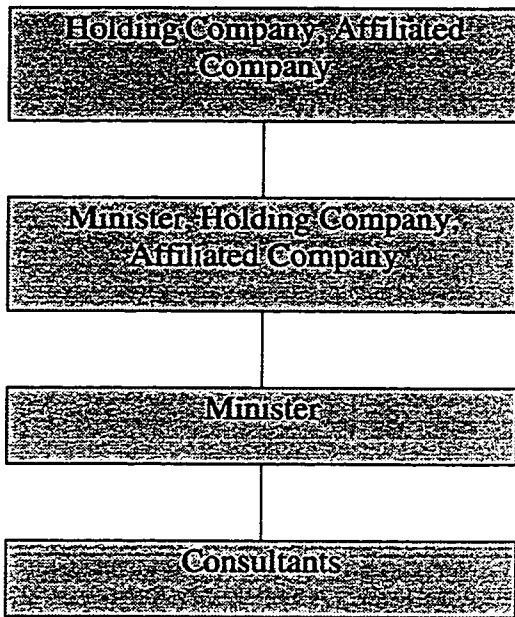 Holding Company, Affiliated
Company
Minister, Holding Company,
Affiliated Company
Minister
Consultants